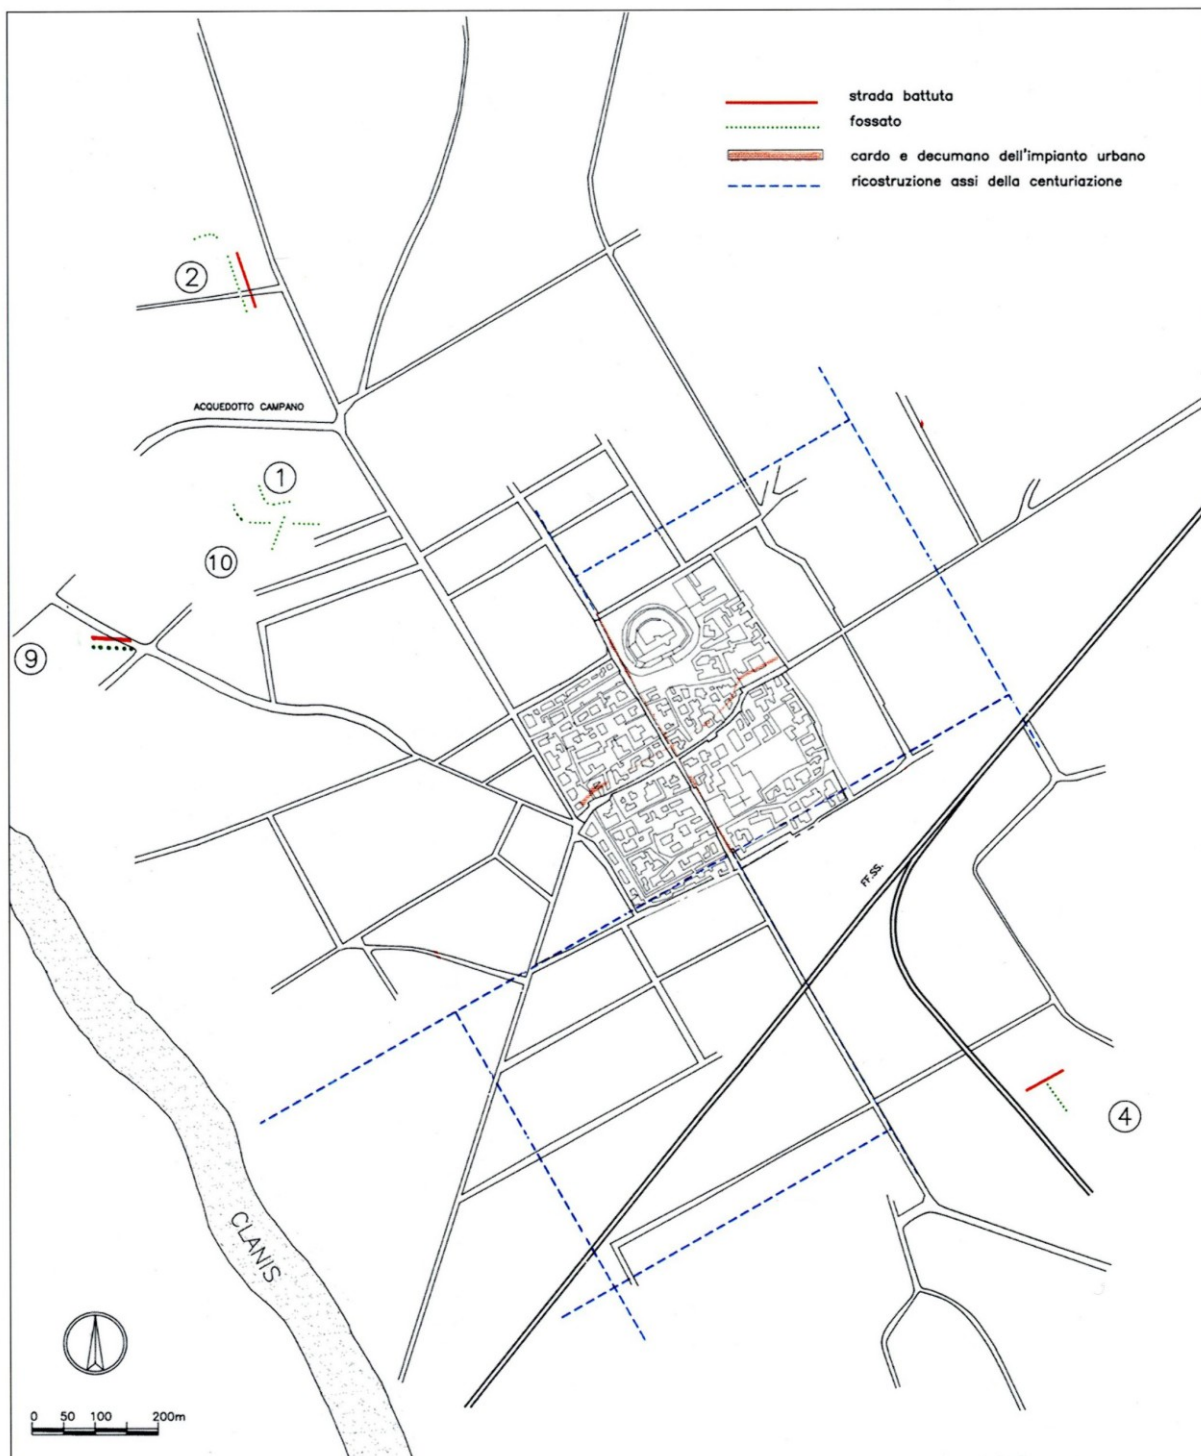 strada battuta
fossato
cardo e decumano dell'impianto urbano
ricostruzione assi della centuriazione
2
ACQUEDOTTO CAMPANO
1
10
9
FF.SS.
4
CLANIS
0 50 100 200m